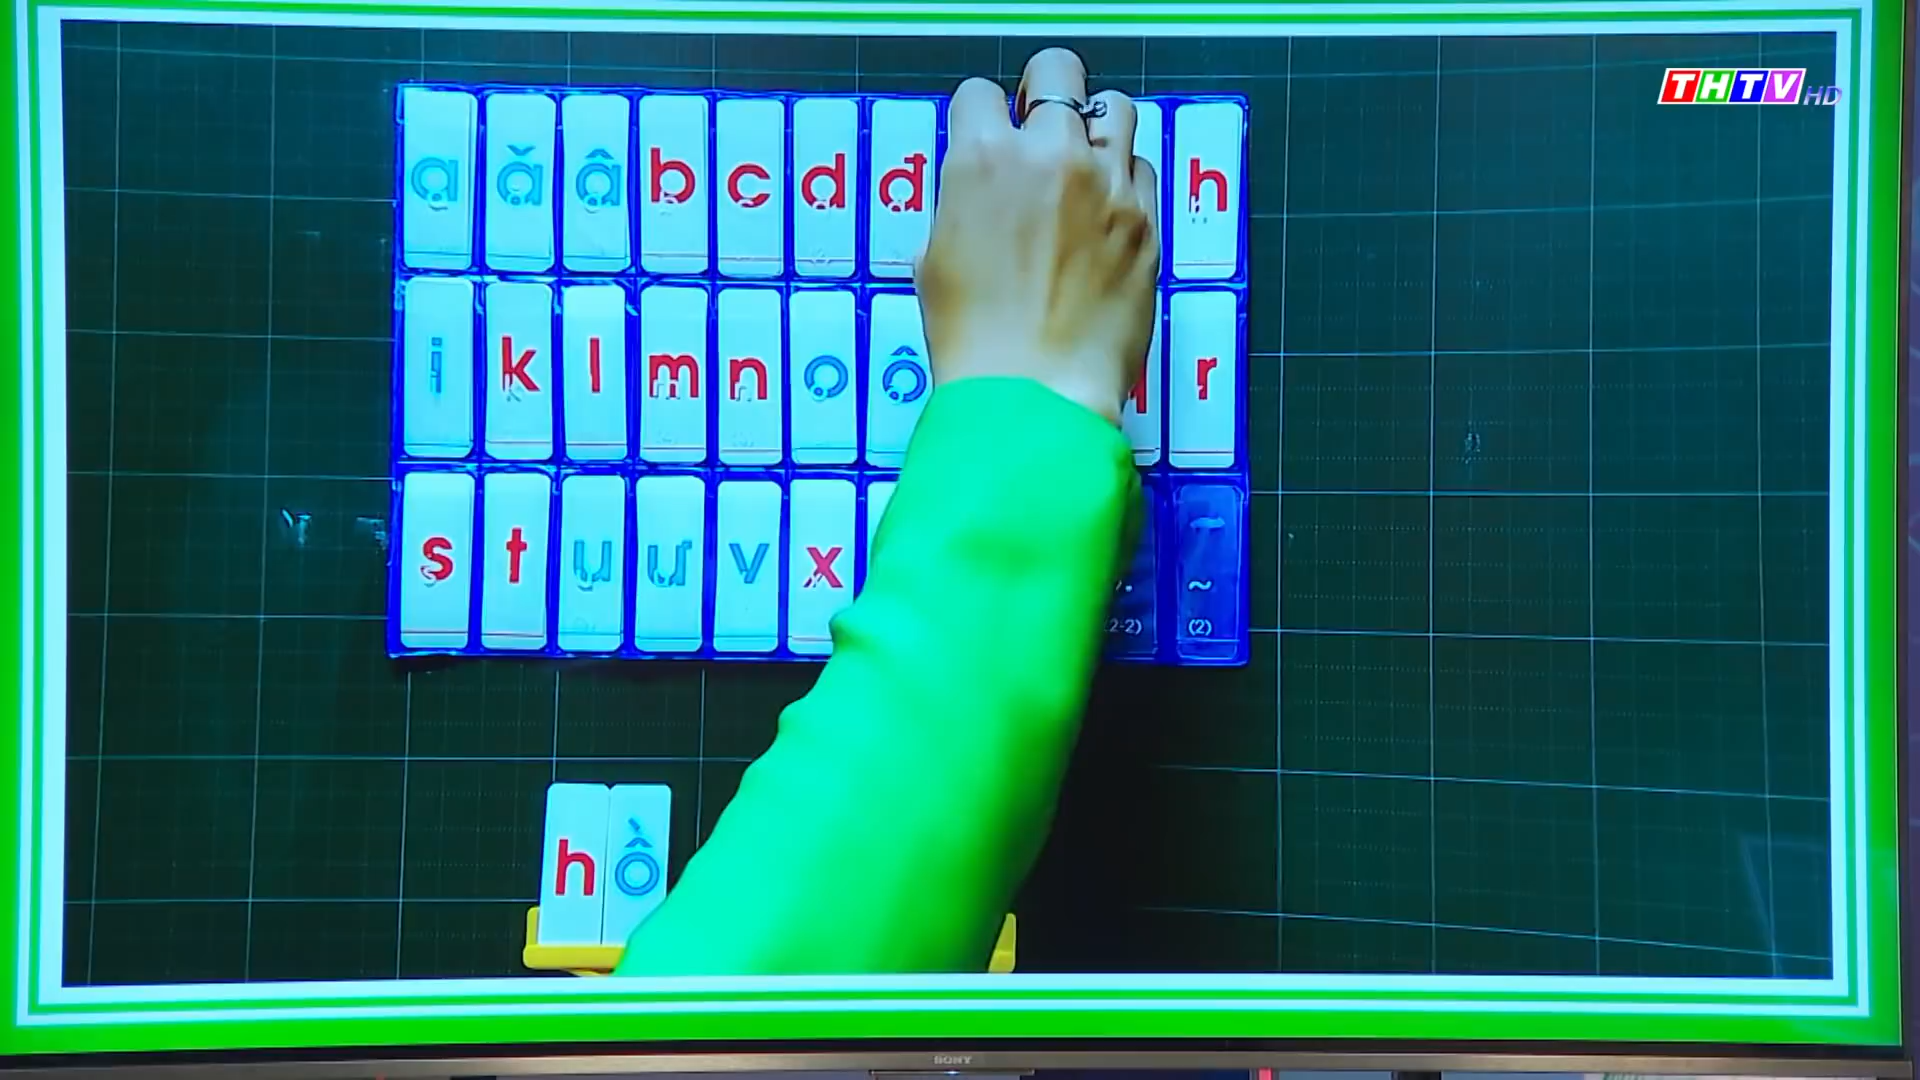 THTV HD
a ă â b c d đ h
i k l m n o ô r
s t u ư v x
~
(2-2) (2)
h ồ
SONY